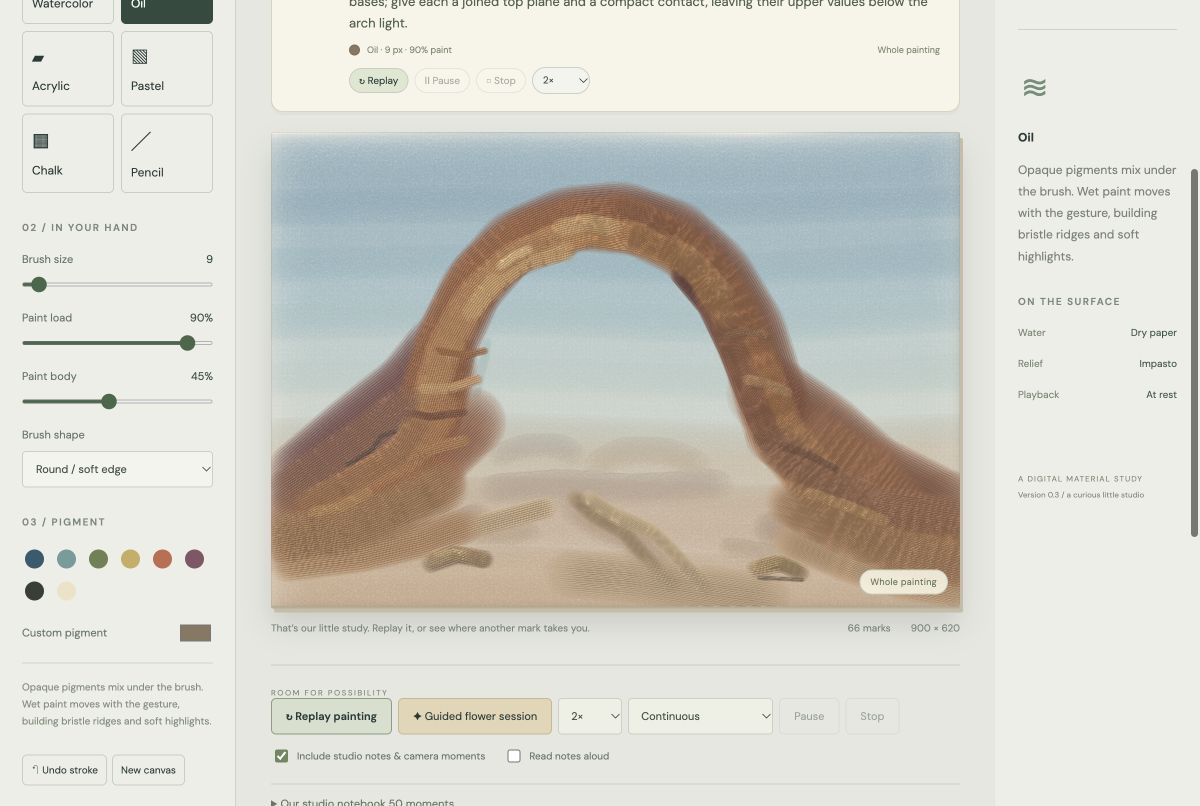 Watercolor
Oil
Acrylic
Pastel
Chalk
Pencil
02 / IN YOUR HAND
Brush size 9
Paint load 90%
Paint body 45%
Brush shape
Round / soft edge
03 / PIGMENT
Custom pigment
Opaque pigments mix under the brush.
Wet paint moves with the gesture,
building bristle ridges and soft highlights.
Undo stroke
New canvas
bases; give each a joined top plane and a compact contact, leaving their upper values below the
arch light.
Oil · 9 px · 90% paint
Whole painting
Replay
Pause
Stop
2×
Whole painting
That's our little study. Replay it, or see where another mark takes you.
66 marks
900 × 620
ROOM FOR POSSIBILITY
Replay painting
Guided flower session
2×
Continuous
Pause
Stop
Include studio notes & camera moments
Read notes aloud
Our studio notebook 50 moments
Oil
Opaque pigments mix under
the brush. Wet paint moves
with the gesture, building
bristle ridges and soft
highlights.
ON THE SURFACE
Water Dry paper
Relief Impasto
Playback At rest
A DIGITAL MATERIAL STUDY
Version 0.3 / a curious little studio